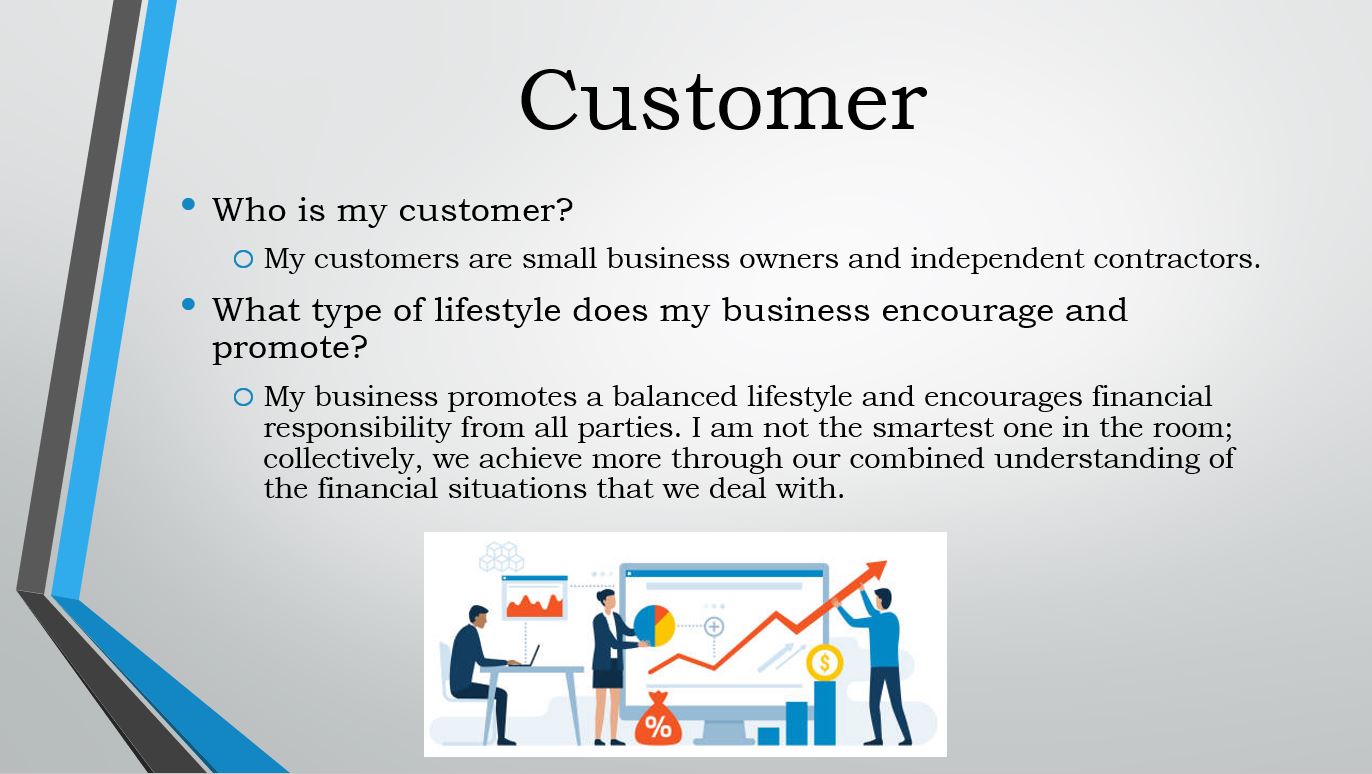 Customer
Who is my customer?
My customers are small business owners and independent contractors.
What type of lifestyle does my business encourage and
promote?
My business promotes a balanced lifestyle and encourages financial
responsibility from all parties. I am not the smartest one in the room;
collectively, we achieve more through our combined understanding of
the financial situations that we deal with.
$
%